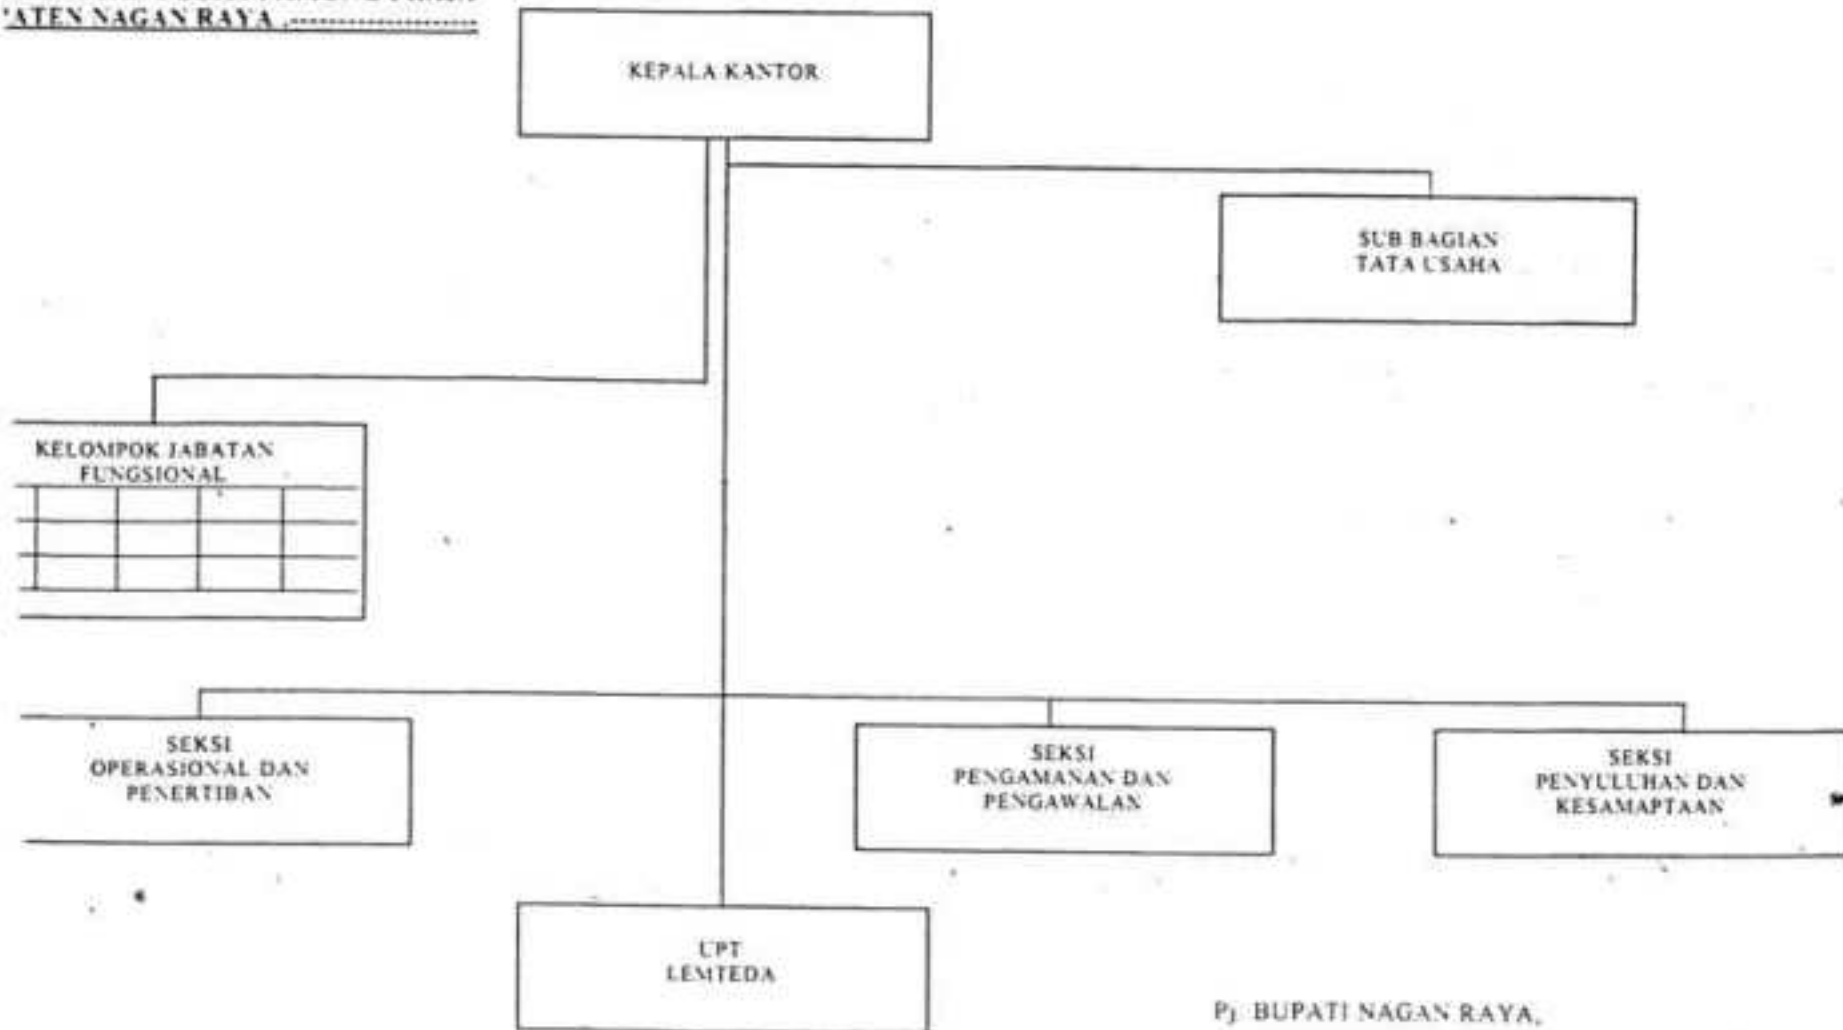 'ATEN NAGAN RAYA .-----------------------
KEPALA KANTOR
SUB BAGIAN
TATA USAHA
KELOMPOK JABATAN
FUNGSIONAL
SEKSI
OPERASIONAL DAN
PENERTIBAN
SEKSI
PENGAMANAN DAN
PENGAWALAN
SEKSI
PENYULUHAN DAN
KESAMAPTAAN
UPT
LEMTEDA
Pj. BUPATI NAGAN RAYA,